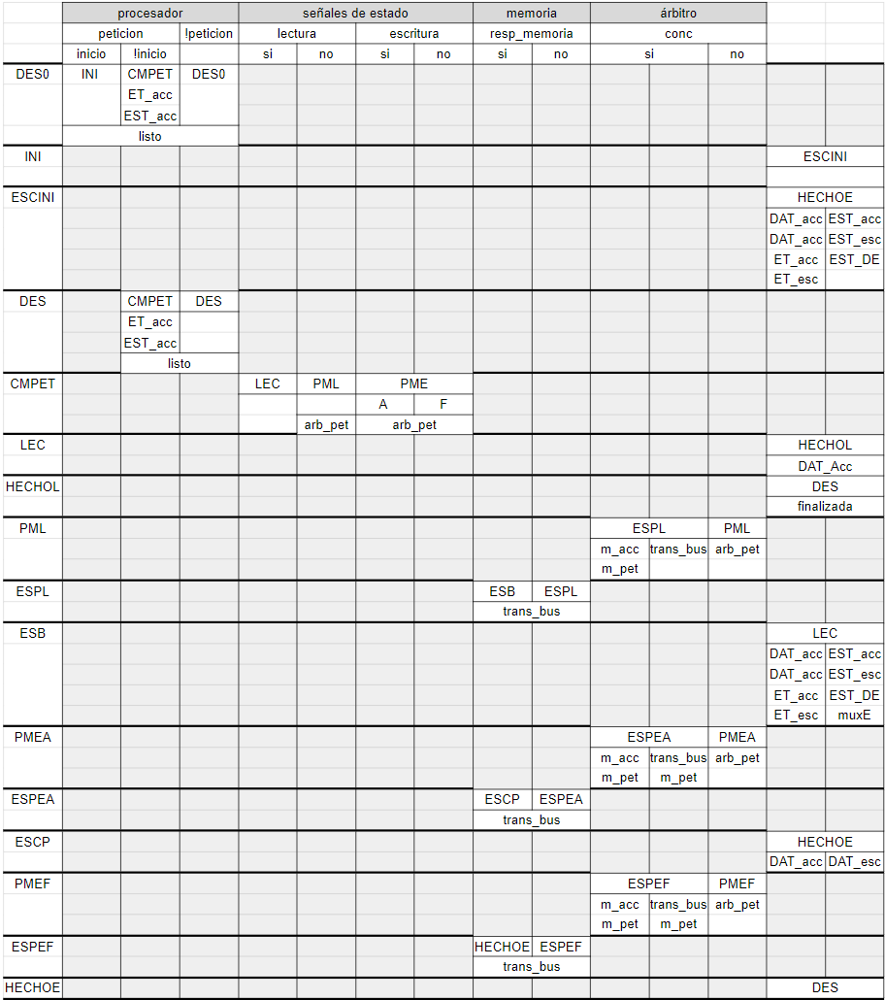 procesador señales de estado memoria árbitro
peticion !peticion lectura escritura resp_memoria conc
inicio !inicio si no si no si no si no
DES0 INI CMPET DES0
ET_acc
EST_acc
listo
INI ESCINI
ESCINI HECHOE
DAT_acc EST_acc
DAT_acc EST_esc
ET_acc EST_DE
ET_esc
DES CMPET DES
ET_acc
EST_acc
listo
CMPET LEC PML PME
A F
arb_pet arb_pet
LEC HECHOL
DAT_Acc
HECHOL DES
finalizada
PML ESPL PML
m_acc trans_bus arb_pet
m_pet
ESPL ESB ESPL
trans_bus
ESB LEC
DAT_acc EST_acc
DAT_acc EST_esc
ET_acc EST_DE
ET_esc muxE
PMEA ESPEA PMEA
m_acc trans_bus arb_pet
m_pet m_pet
ESPEA ESCP ESPEA
trans_bus
ESCP HECHOE
DAT_acc DAT_esc
PMEF ESPEF PMEF
m_acc trans_bus arb_pet
m_pet m_pet
ESPEF HECHOE ESPEF
trans_bus
HECHOE DES